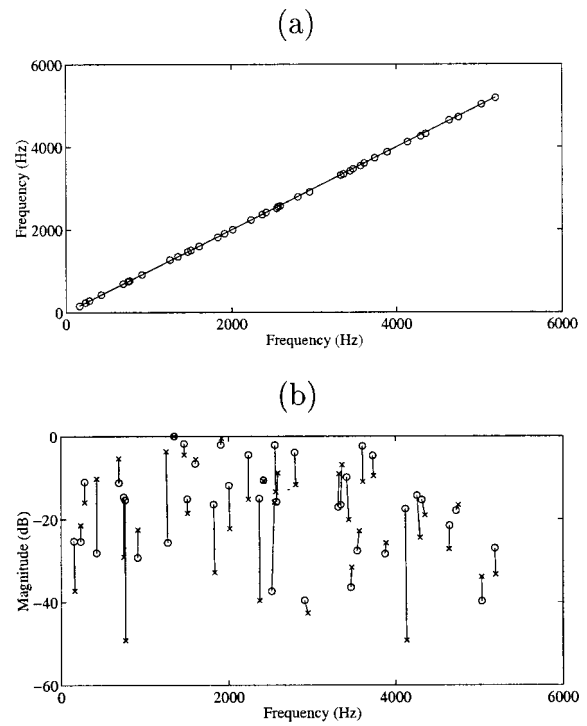 (a)
6000
4000
2000
0
Frequency (Hz)
0 2000 4000 6000
Frequency (Hz)
(b)
0
−20
−40
−60
Magnitude (dB)
0 2000 4000 6000
Frequency (Hz)